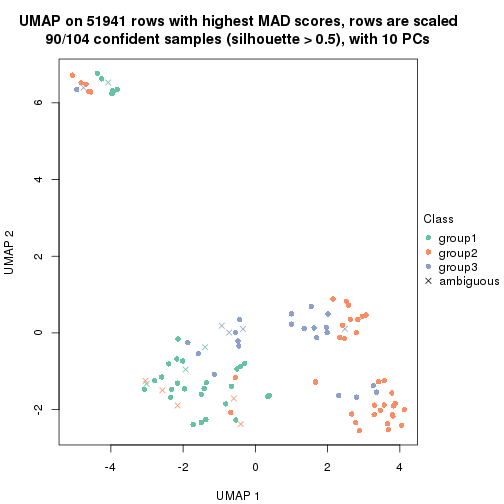 UMAP on 51941 rows with highest MAD scores, rows are scaled
90/104 confident samples (silhouette > 0.5), with 10 PCs
6
4
2
0
-2
UMAP 2
-4
-2
0
2
4
UMAP 1
Class
group1
group2
group3
ambiguous